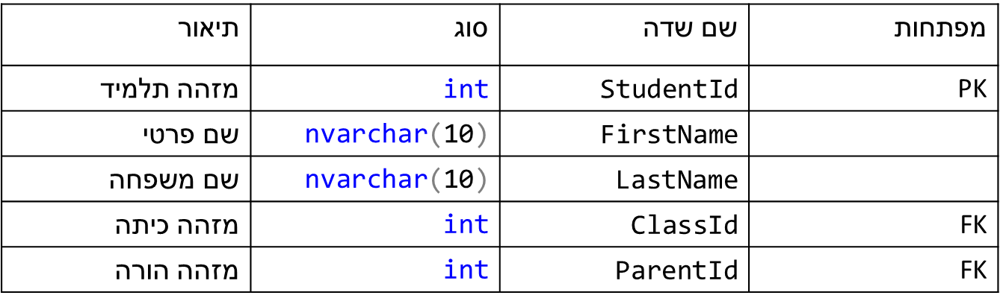 מפתחות שם שדה סוג תיאור
PK StudentId int מזהה תלמיד
FirstName nvarchar(10) שם פרטי
LastName nvarchar(10) שם משפחה
FK ClassId int מזהה כיתה
FK ParentId int מזהה הורה